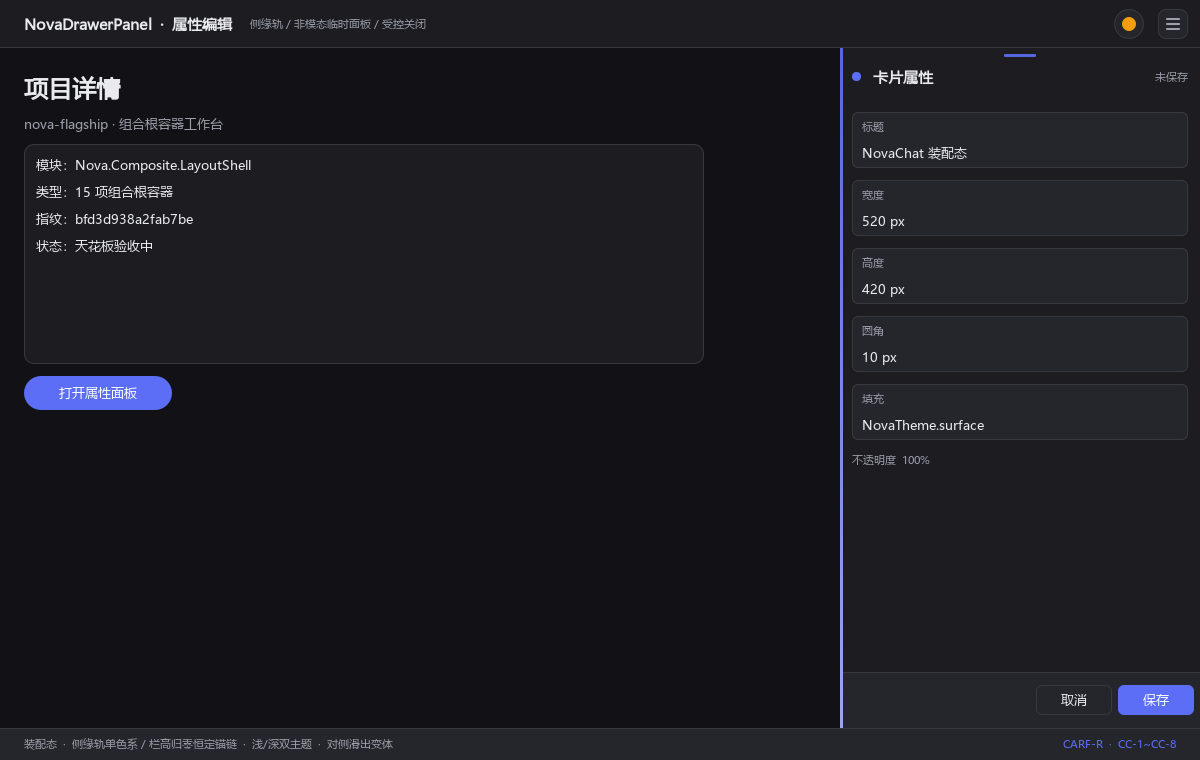 NovaDrawerPanel · 属性编辑 侧缘轨 / 非模态临时面板 / 受控关闭
项目详情
nova-flagship · 组合根容器工作台
模块: Nova.Composite.LayoutShell
类型: 15 项组合根容器
指纹: bfd3d938a2fab7be
状态: 天花板验收中
打开属性面板
卡片属性 未保存
标题
NovaChat 装配态
宽度
520 px
高度
420 px
圆角
10 px
填充
NovaTheme.surface
不透明度 100%
取消 保存
装配态 · 侧缘轨单色系 / 栏高归零恒定锚链 · 浅/深双主题 · 对侧滑出变体 CARF-R · CC-1~CC-8